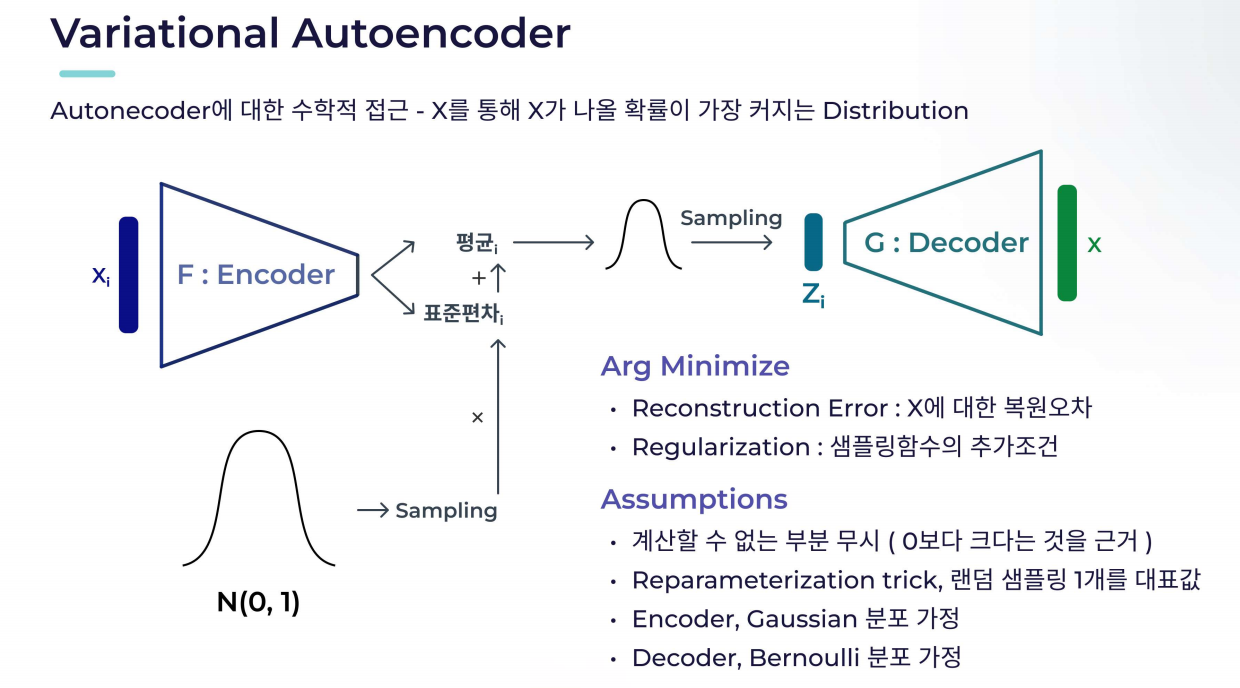 Variational Autoencoder
Autonecoder에 대한 수학적 접근 - X를 통해 X가 나올 확률이 가장 커지는 Distribution
Xi
F : Encoder
평균i
+
표준편차i
×
Sampling
N(0, 1)
Sampling
Zi
G : Decoder
X
Arg Minimize
• Reconstruction Error : X에 대한 복원오차
• Regularization : 샘플링함수의 추가조건
Assumptions
• 계산할 수 없는 부분 무시 ( 0보다 크다는 것을 근거 )
• Reparameterization trick, 랜덤 샘플링 1개를 대표값
• Encoder, Gaussian 분포 가정
• Decoder, Bernoulli 분포 가정